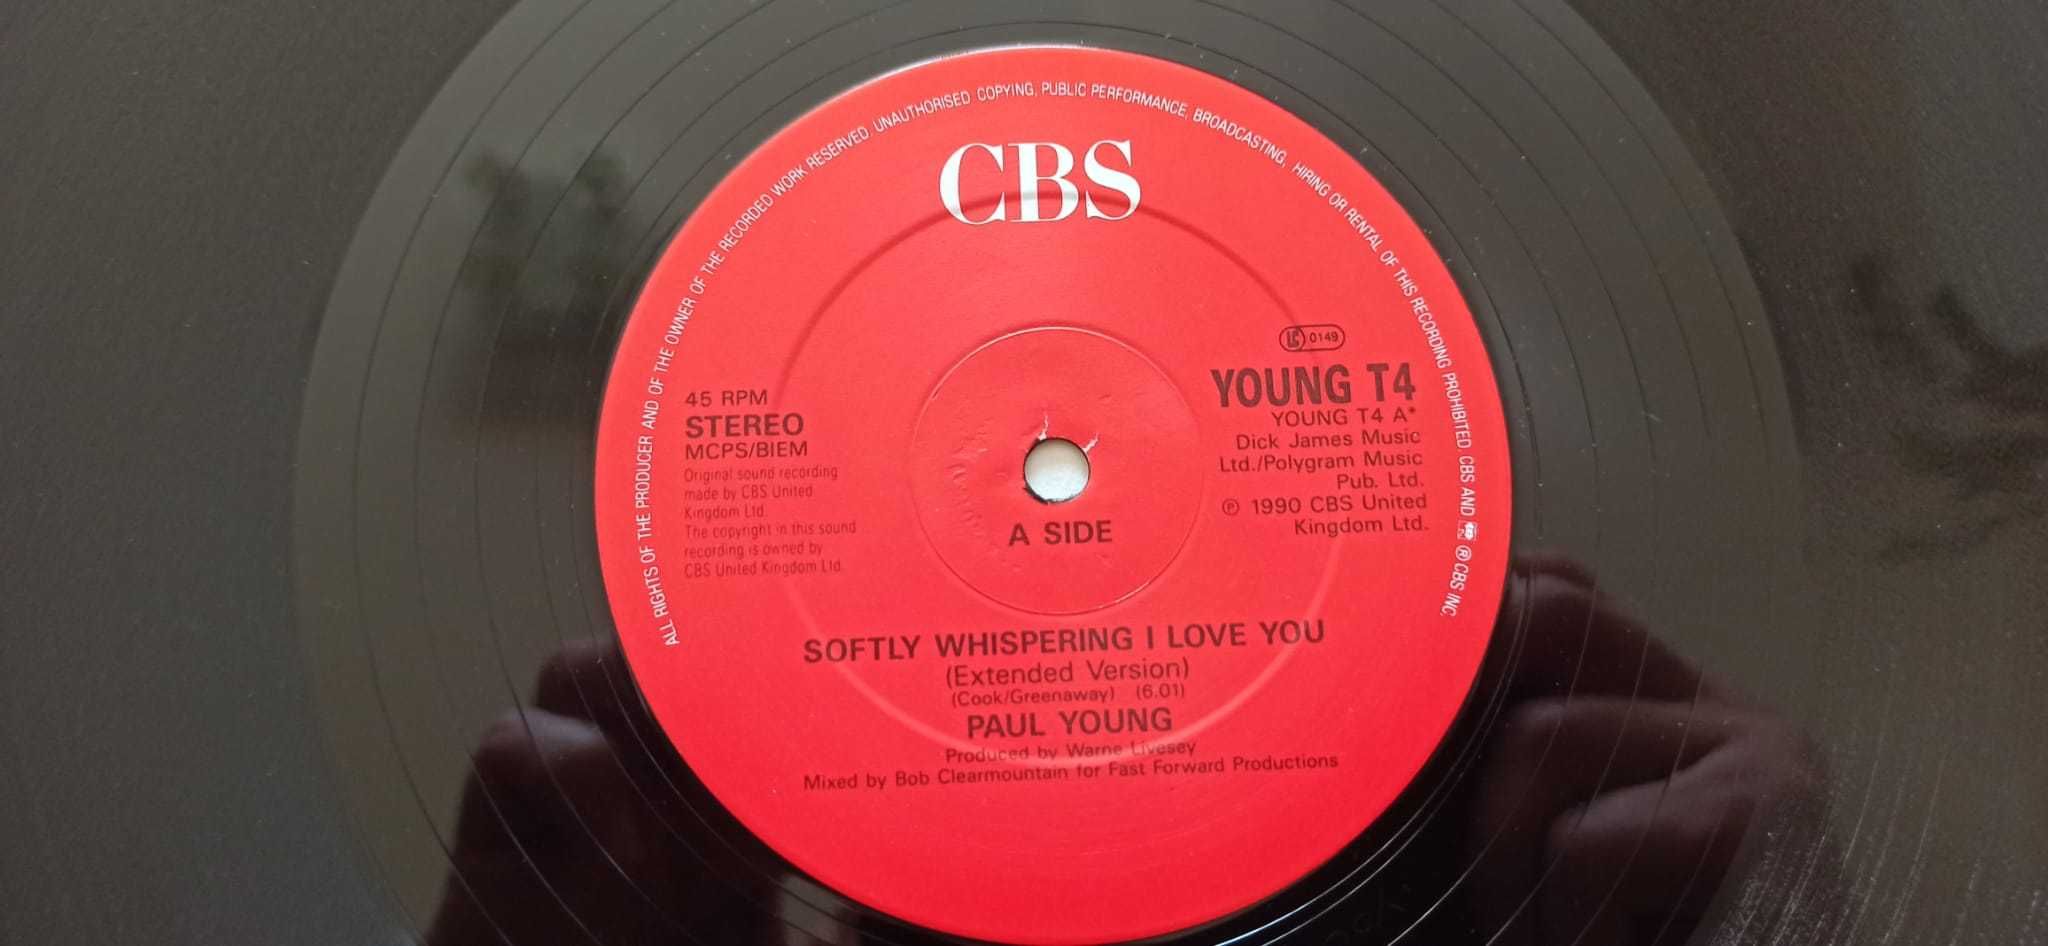 ALL RIGHTS OF THE PRODUCER AND OF THE OWNER OF THE RECORDED WORK RESERVED. UNAUTHORISED COPYING, PUBLIC PERFORMANCE, BROADCASTING, HIRING OR RENTAL OF THIS RECORDING PROHIBITED. CBS AND ® CBS INC.
CBS
LC 0149
45 RPM
STEREO
MCPS/BIEM
Original sound recording
made by CBS United
Kingdom Ltd.
The copyright in this sound
recording is owned by
CBS United Kingdom Ltd.
YOUNG T4
YOUNG T4 A*
Dick James Music
Ltd./Polygram Music
Pub. Ltd.
℗ 1990 CBS United
Kingdom Ltd.
A SIDE
SOFTLY WHISPERING I LOVE YOU
(Extended Version)
(Cook/Greenaway) (6.01)
PAUL YOUNG
Produced by Warne Livesey
Mixed by Bob Clearmountain for Fast Forward Productions